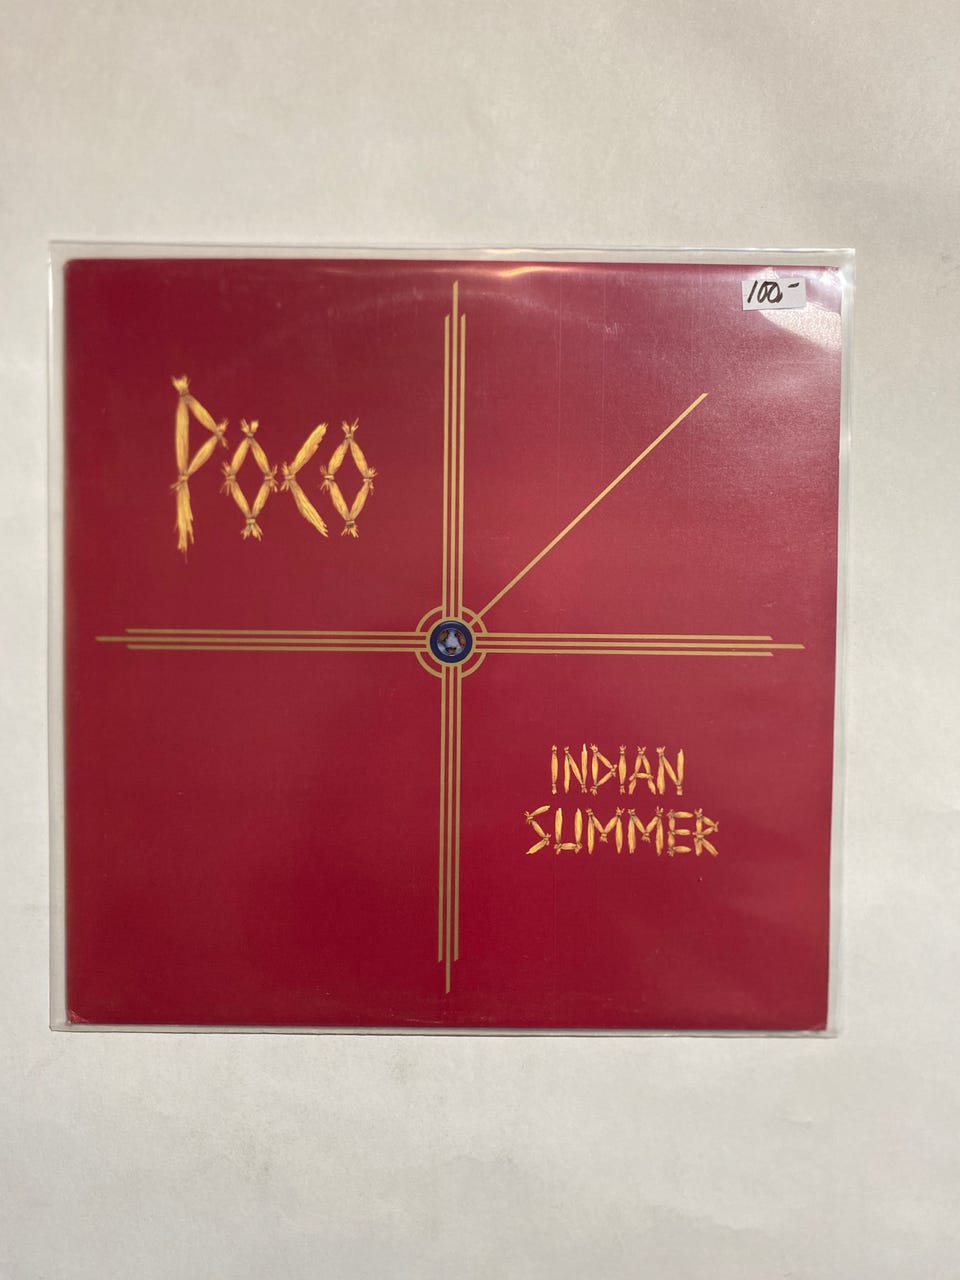 100,-
POCO
INDIAN
SUMMER